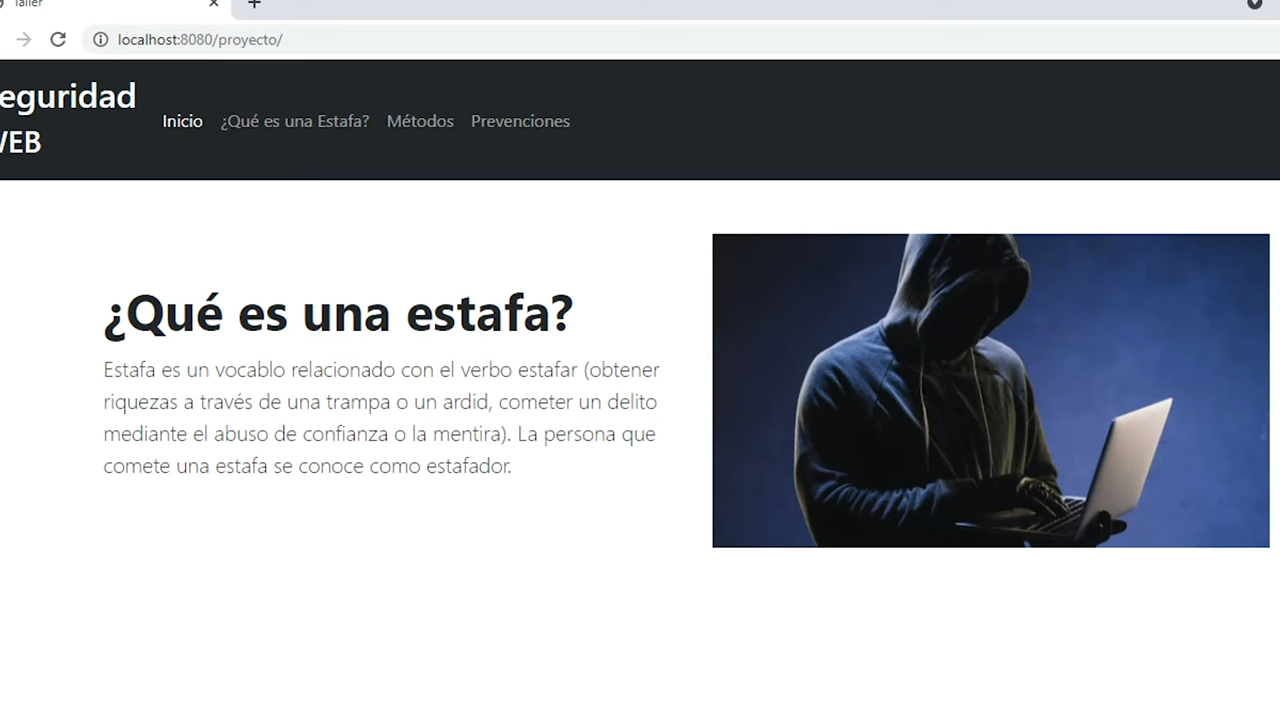 Taller
localhost:8080/proyecto/
eguridad
WEB
Inicio ¿Qué es una Estafa? Métodos Prevenciones
¿Qué es una estafa?
Estafa es un vocablo relacionado con el verbo estafar (obtener
riquezas a través de una trampa o un ardid, cometer un delito
mediante el abuso de confianza o la mentira). La persona que
comete una estafa se conoce como estafador.